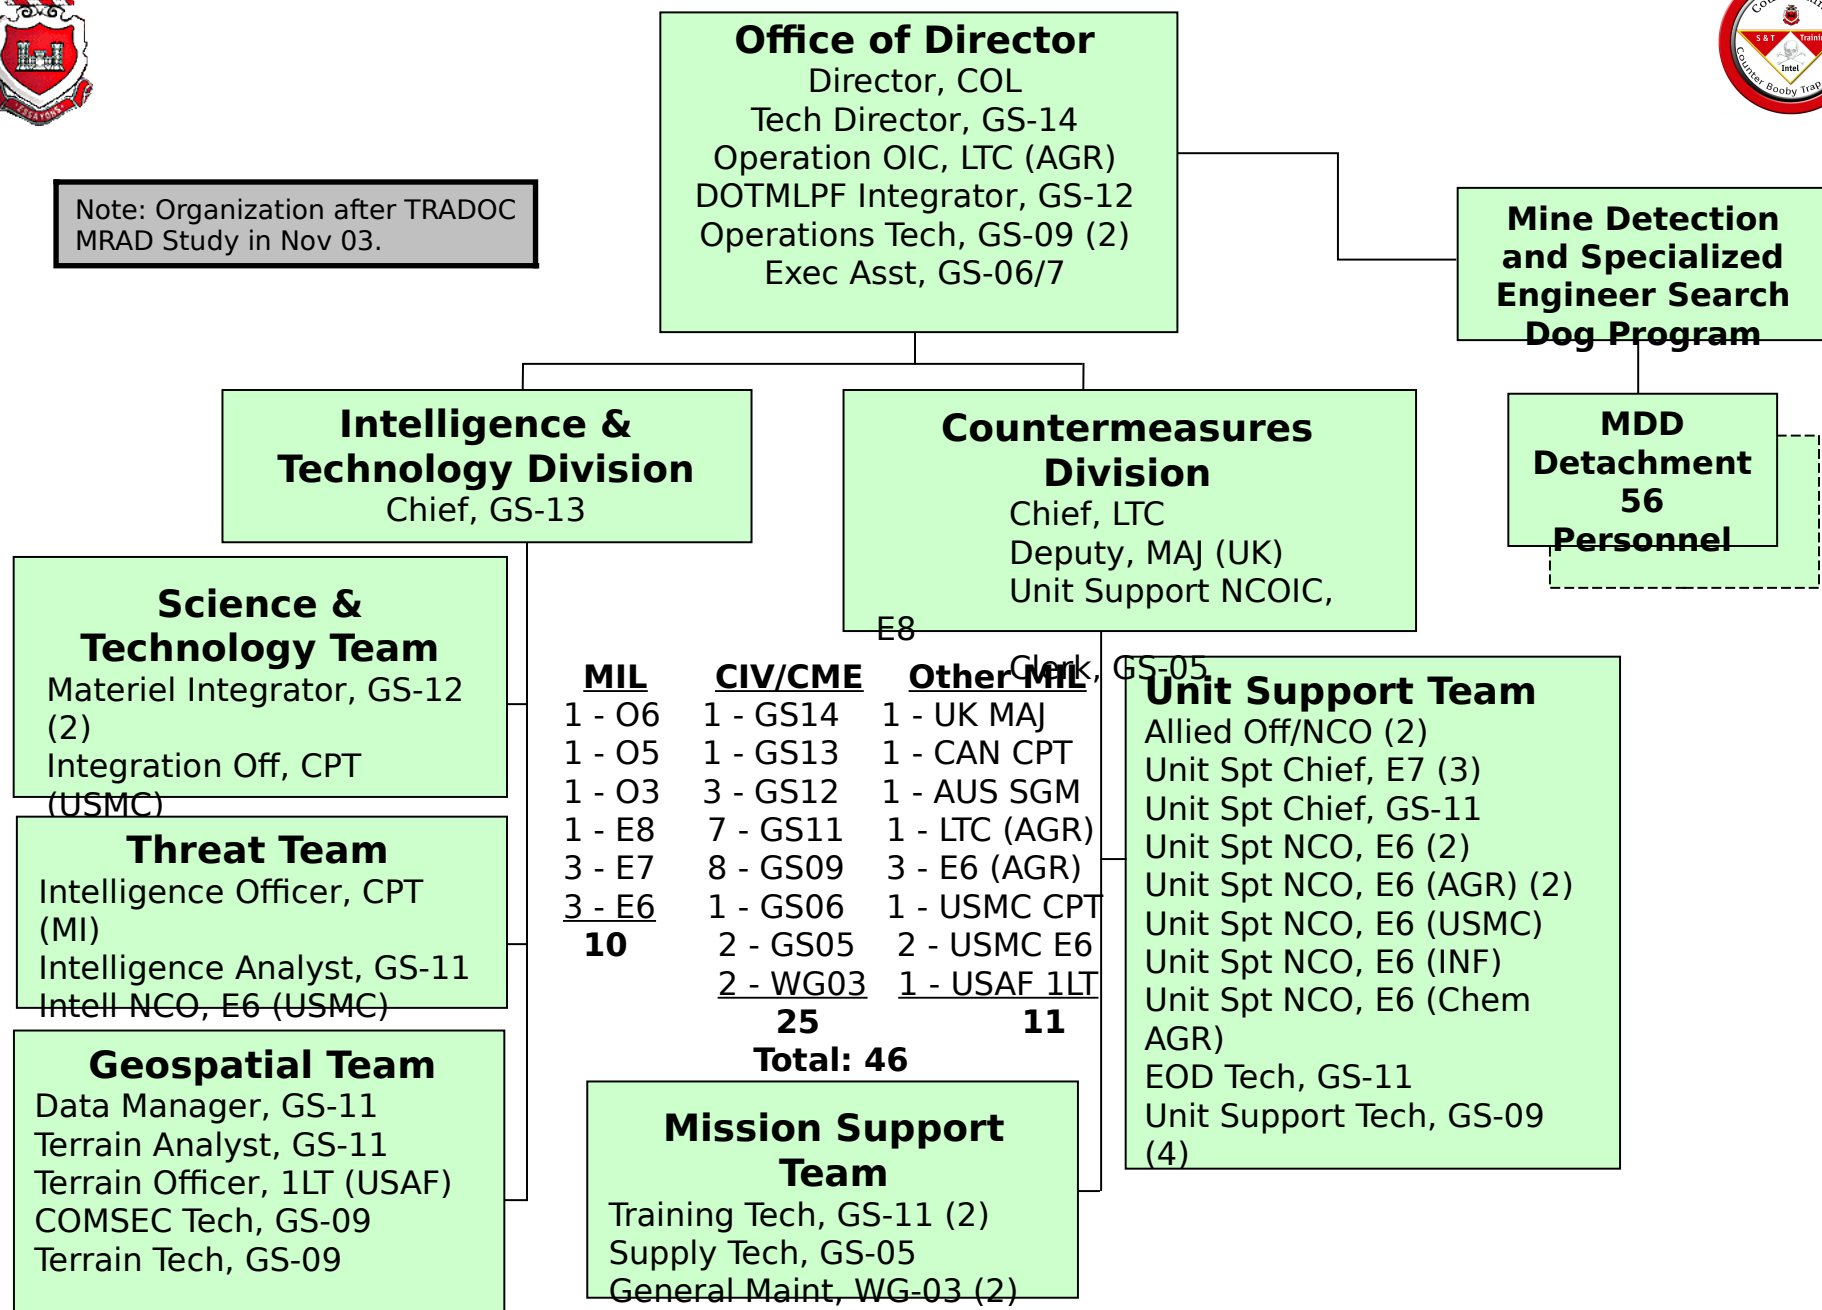 ESSAYONS
S & T
Intel
Counter Booby Trap
Office of Director
Director, COL
Tech Director, GS-14
Operation OIC, LTC (AGR)
DOTMLPF Integrator, GS-12
Operations Tech, GS-09 (2)
Exec Asst, GS-06/7
Note: Organization after TRADOC
MRAD Study in Nov 03.
Mine Detection
and Specialized
Engineer Search
Dog Program
MDD
Detachment
56
Personnel
Intelligence &
Technology Division
Chief, GS-13
Countermeasures
Division
Chief, LTC
Deputy, MAJ (UK)
Unit Support NCOIC,
E8
Clerk, GS-05
Science &
Technology Team
Materiel Integrator, GS-12
(2)
Integration Off, CPT
(USMC)
Threat Team
Intelligence Officer, CPT
(MI)
Intelligence Analyst, GS-11
Intell NCO, E6 (USMC)
Geospatial Team
Data Manager, GS-11
Terrain Analyst, GS-11
Terrain Officer, 1LT (USAF)
COMSEC Tech, GS-09
Terrain Tech, GS-09
MIL CIV/CME Other MIL
1 - O6 1 - GS14 1 - UK MAJ
1 - O5 1 - GS13 1 - CAN CPT
1 - O3 3 - GS12 1 - AUS SGM
1 - E8 7 - GS11 1 - LTC (AGR)
3 - E7 8 - GS09 3 - E6 (AGR)
3 - E6 1 - GS06 1 - USMC CPT
10 2 - GS05 2 - USMC E6
2 - WG03 1 - USAF 1LT
25 11
Total: 46
Unit Support Team
Allied Off/NCO (2)
Unit Spt Chief, E7 (3)
Unit Spt Chief, GS-11
Unit Spt NCO, E6 (2)
Unit Spt NCO, E6 (AGR) (2)
Unit Spt NCO, E6 (USMC)
Unit Spt NCO, E6 (INF)
Unit Spt NCO, E6 (Chem
AGR)
EOD Tech, GS-11
Unit Support Tech, GS-09
(4)
Mission Support
Team
Training Tech, GS-11 (2)
Supply Tech, GS-05
General Maint, WG-03 (2)